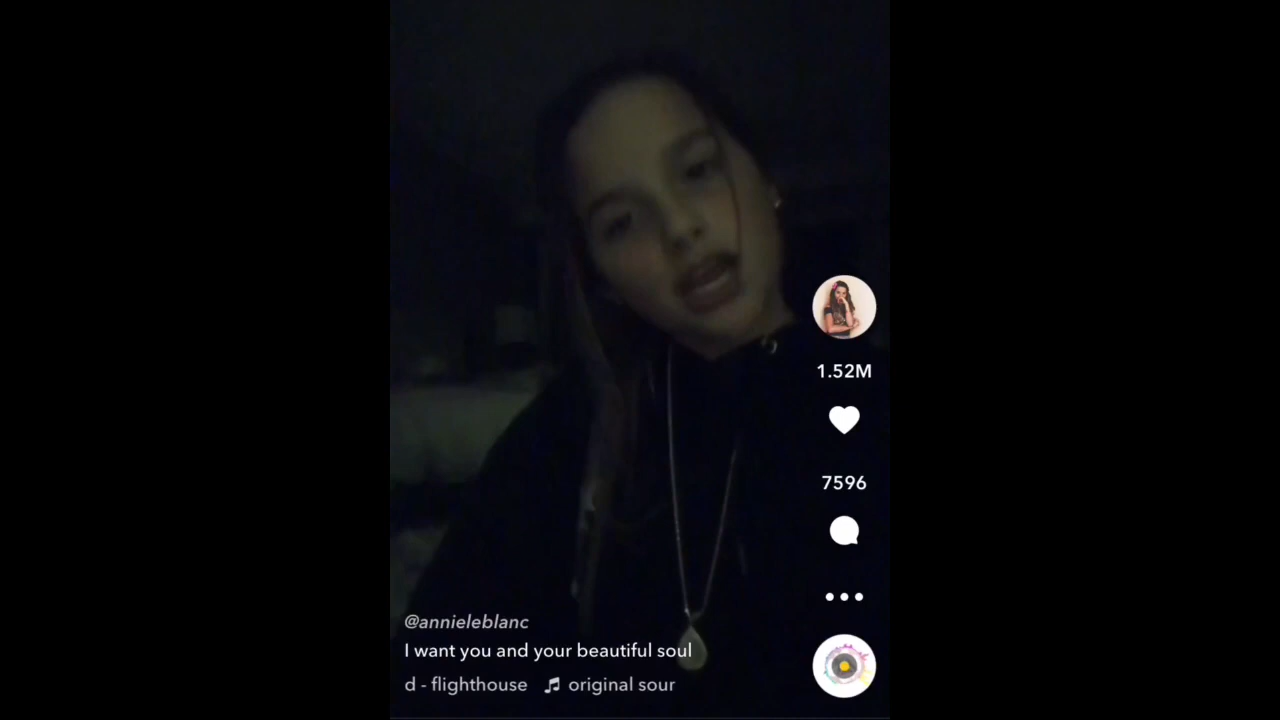 1.52M
7596
@annieleblanc
I want you and your beautiful soul
d - flighthouse original sour